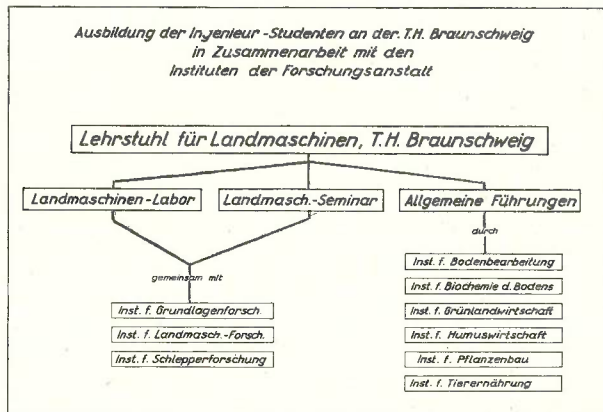 Ausbildung der Ingenieur-Studenten an der T.H. Braunschweig
in Zusammenarbeit mit den
Instituten der Forschungsanstalt
Lehrstuhl für Landmaschinen, T.H. Braunschweig
Landmaschinen-Labor
Landmasch.-Seminar
Allgemeine Führungen
gemeinsam mit
Inst. f. Grundlagenforsch.
Inst. f. Landmasch.-Forsch.
Inst. f. Schlepperforschung
durch
Inst. f. Bodenbearbeitung
Inst. f. Biochemie d. Bodens
Inst. f. Grünlandwirtschaft
Inst. f. Humuswirtschaft
Inst. f. Pflanzenbau
Inst. f. Tierernährung